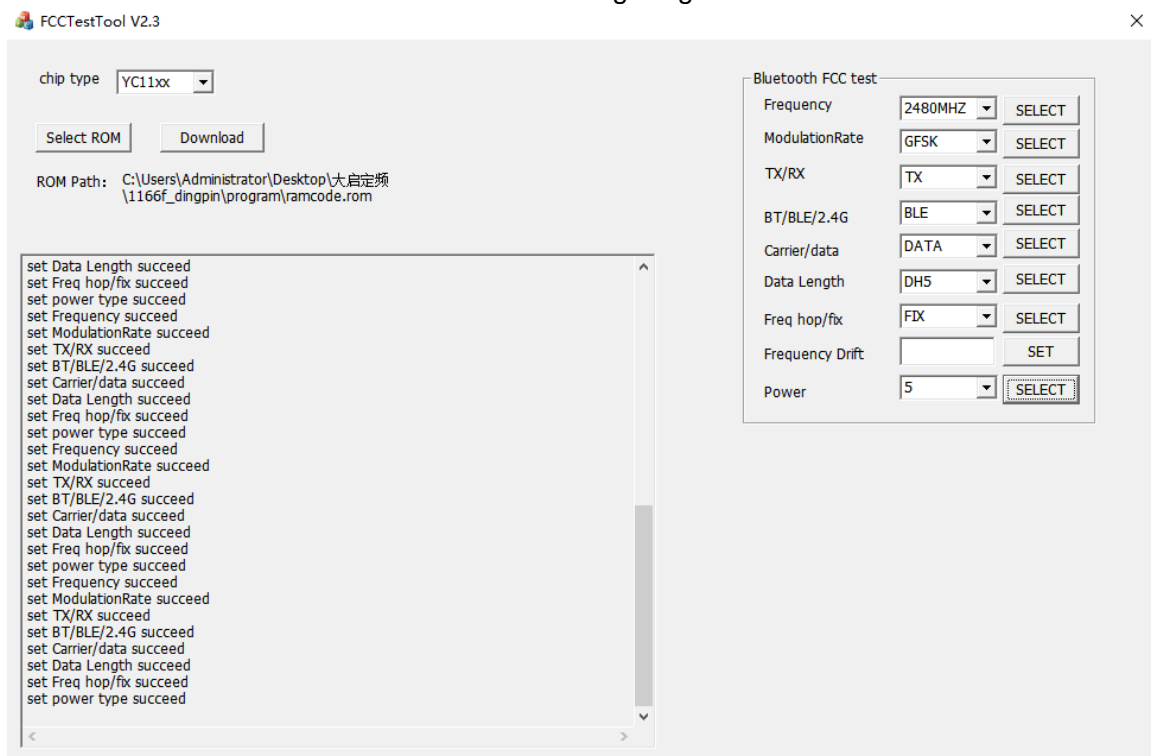 FCCTestTool V2.3
chip type YC11xx
Select ROM Download
ROM Path: C:\Users\Administrator\Desktop\大启定频
\1166f_dingpin\program\ramcode.rom
set Data Length succeed
set Freq hop/fix succeed
set power type succeed
set Frequency succeed
set ModulationRate succeed
set TX/RX succeed
set BT/BLE/2.4G succeed
set Carrier/data succeed
set Data Length succeed
set Freq hop/fix succeed
set power type succeed
set Frequency succeed
set ModulationRate succeed
set TX/RX succeed
set BT/BLE/2.4G succeed
set Carrier/data succeed
set Data Length succeed
set Freq hop/fix succeed
set power type succeed
set Frequency succeed
set ModulationRate succeed
set TX/RX succeed
set BT/BLE/2.4G succeed
set Carrier/data succeed
set Data Length succeed
set Freq hop/fix succeed
set power type succeed
Bluetooth FCC test
Frequency 2480MHZ SELECT
ModulationRate GFSK SELECT
TX/RX TX SELECT
BT/BLE/2.4G BLE SELECT
Carrier/data DATA SELECT
Data Length DH5 SELECT
Freq hop/fix FIX SELECT
Frequency Drift SET
Power 5 SELECT